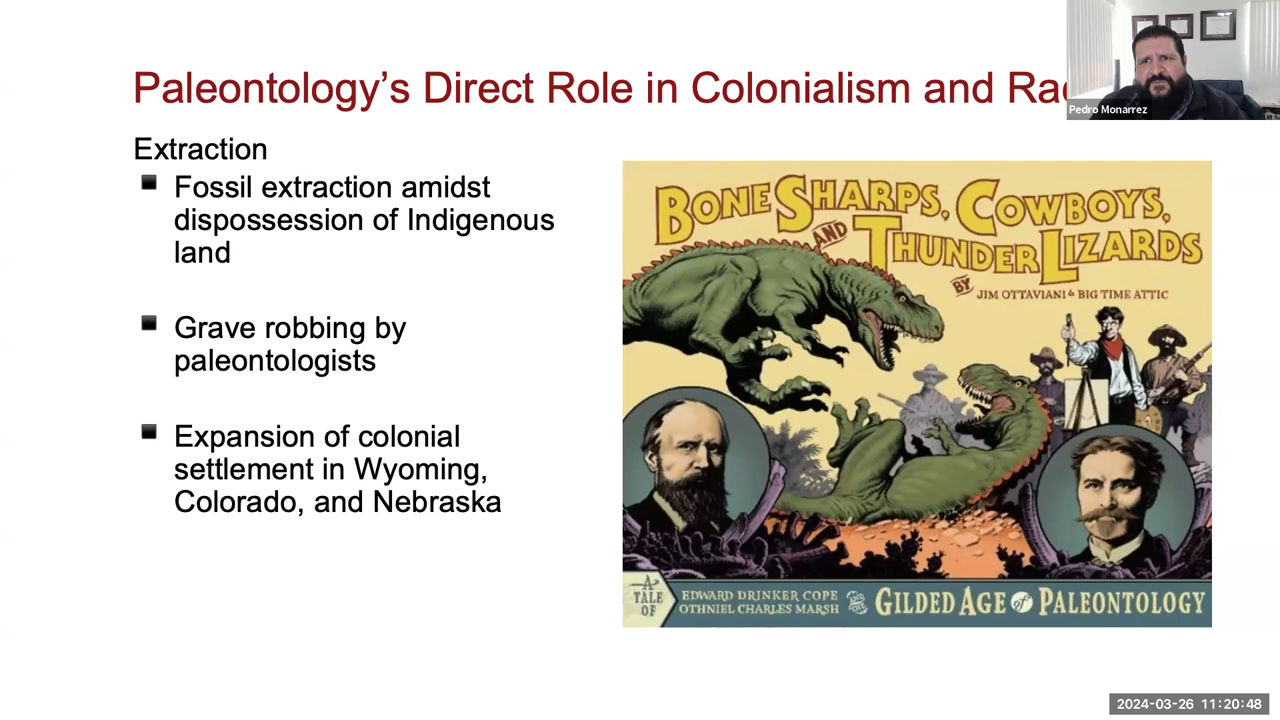 Paleontology’s Direct Role in Colonialism and
Pedro Monarrez
Extraction
Fossil extraction amidst
dispossession of Indigenous
land
Grave robbing by
paleontologists
Expansion of colonial
settlement in Wyoming,
Colorado, and Nebraska
BONE SHARPS, COWBOYS,
AND THUNDER LIZARDS
BY JIM OTTAVIANI & BIG TIME ATTIC
A TALE OF
EDWARD DRINKER COPE
OTHNIEL CHARLES MARSH
AND THE
GILDED AGE of PALEONTOLOGY
2024-03-26 11:20:48